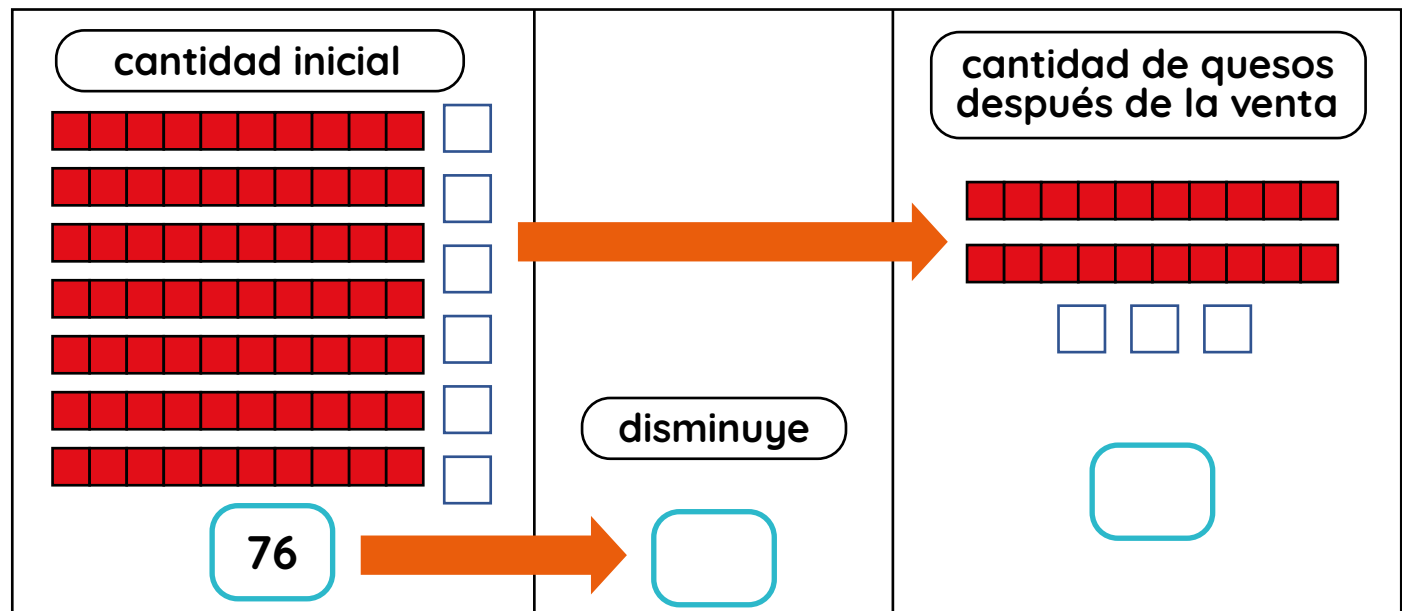 cantidad inicial
76
disminuye
cantidad de quesos
después de la venta